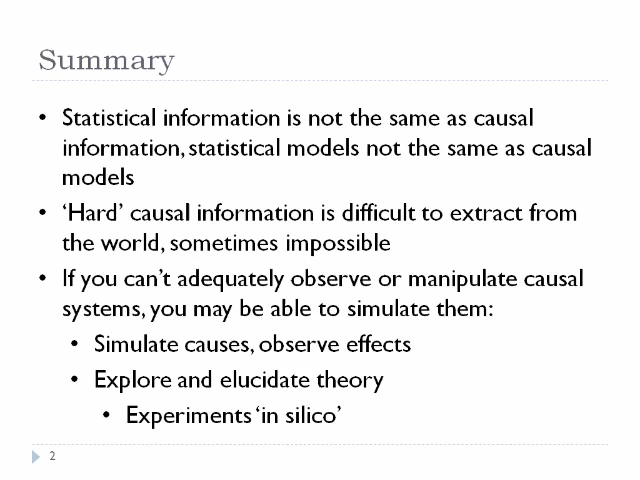 Summary
• Statistical information is not the same as causal
information, statistical models not the same as causal
models
• ‘Hard’ causal information is difficult to extract from
the world, sometimes impossible
• If you can’t adequately observe or manipulate causal
systems, you may be able to simulate them:
• Simulate causes, observe effects
• Explore and elucidate theory
• Experiments ‘in silico’
2